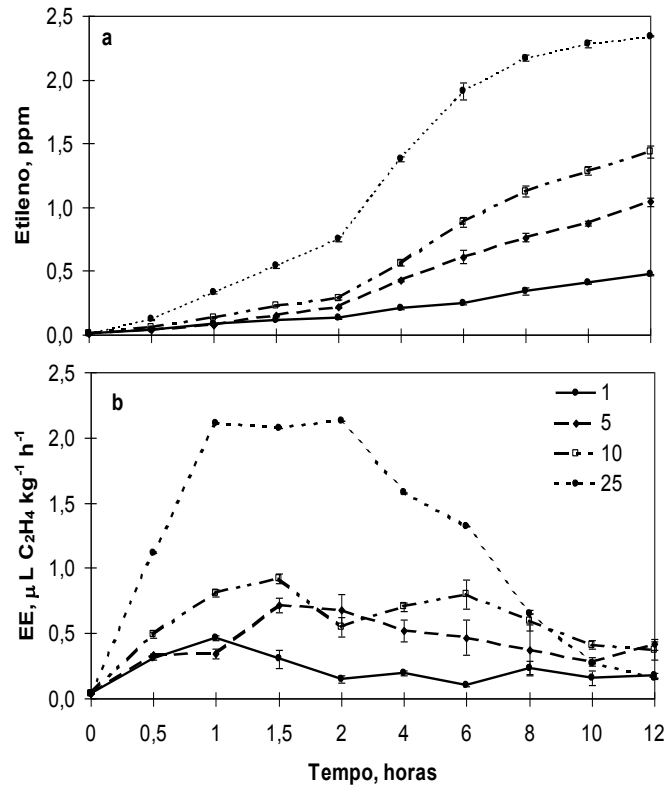 a
Etileno, ppm
2,5
2,0
1,5
1,0
0,5
0,0
b
EE, μ L C₂H₄ kg⁻¹ h⁻¹
2,5
2,0
1,5
1,0
0,5
0,0
1
5
10
25
0 0,5 1 1,5 2 4 6 8 10 12
Tempo, horas